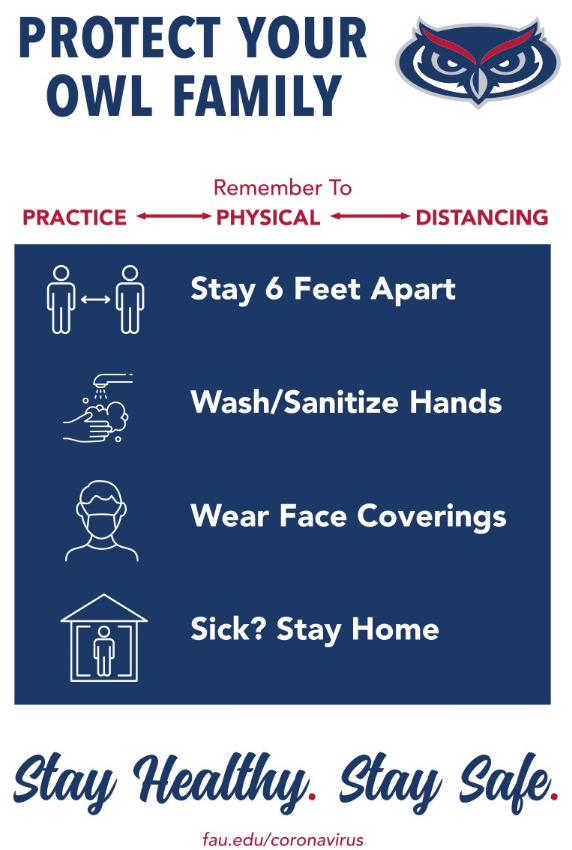 PROTECT YOUR
OWL FAMILY
Remember To
PRACTICE PHYSICAL DISTANCING
Stay 6 Feet Apart
Wash/Sanitize Hands
Wear Face Coverings
Sick? Stay Home
Stay Healthy. Stay Safe.
fau.edu/coronavirus